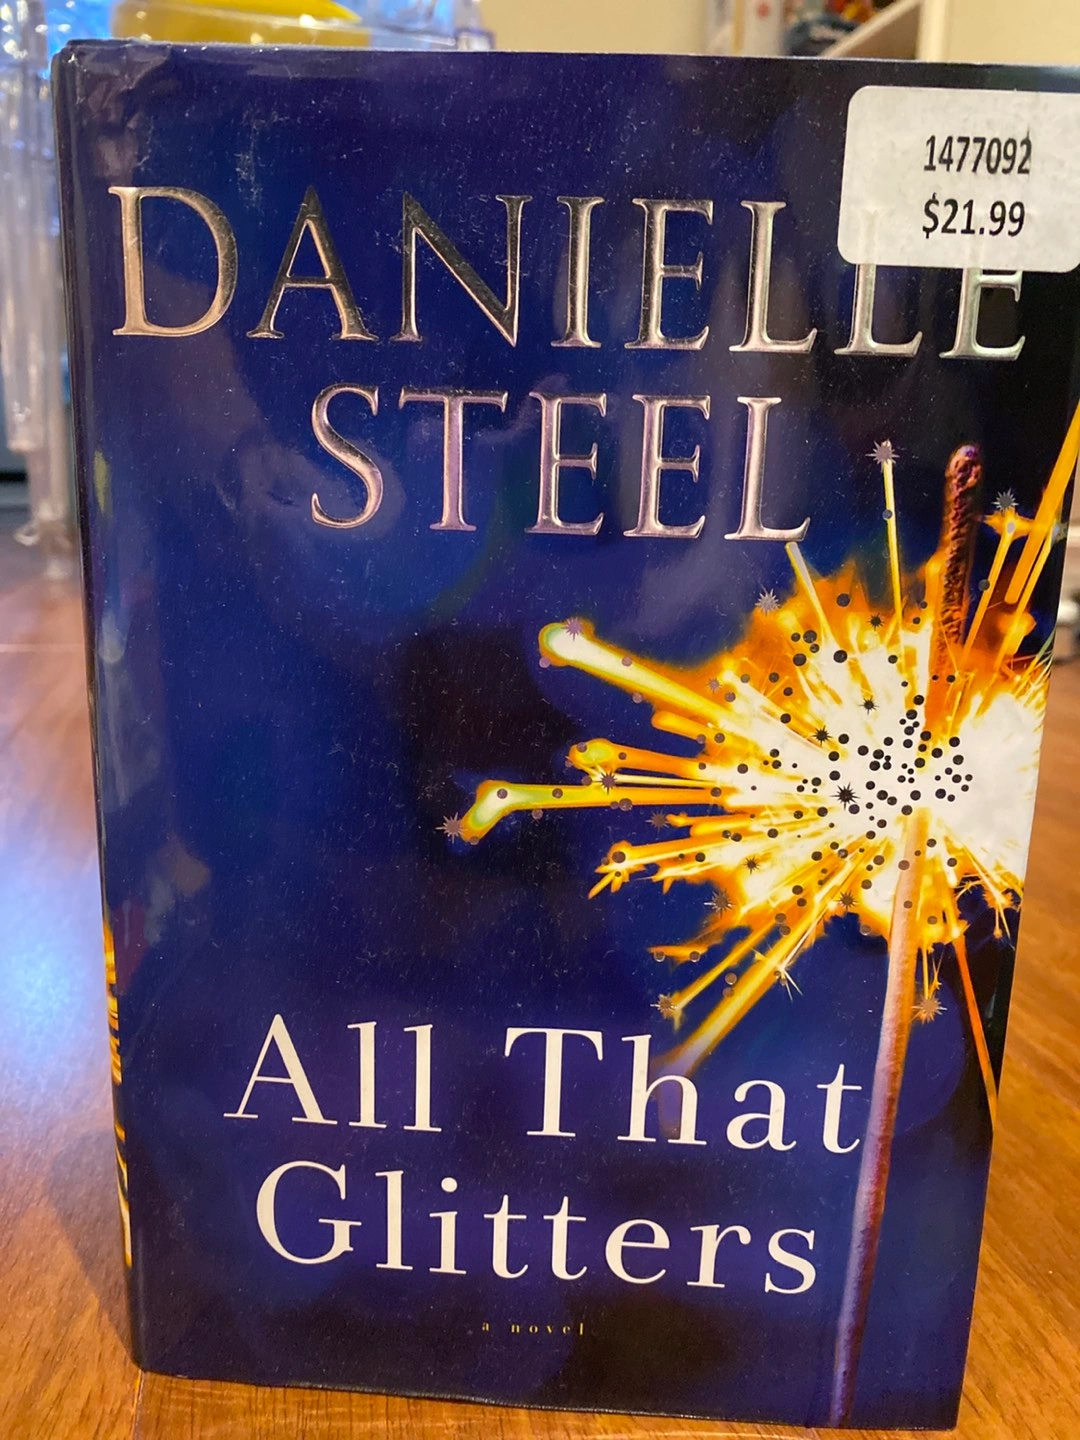 1477092
$21.99
DANIELLE
STEEL
All That
Glitters
a novel